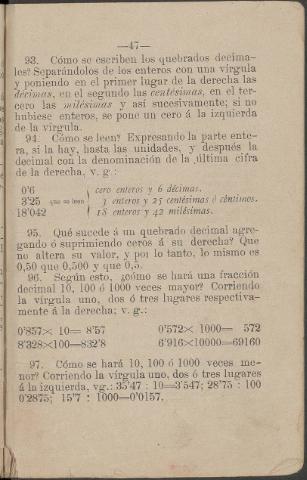 —47—
93. Cómo se escriben los quebrados decima-
les? Separándolos de los enteros con una vírgula
y poniendo en el primer lugar de la derecha las
décimas, en el segundo las centésimas, en el ter-
cero las milésimas y así sucesivamente; si no
hubiese enteros, se pone un cero á la izquierda
de la vírgula.
94. Cómo se leen? Expresando la parte ente-
ra, si la hay, hasta las unidades, y después la
decimal con la denominación de la última cifra
de la derecha, v. g.:
0'6 cero enteros y 6 décimas.
3'25 que se leen 3 enteros y 25 centésimas ó céntimos.
18'042 18 enteros y 42 milésimas.
95. Qué sucede á un quebrado decimal agre-
gando ó suprimiendo ceros á su derecha? Que
no altera su valor, y por lo tanto, lo mismo es
0,50 que 0,500 y que 0,5.
96. Según esto, ¿cómo se hará una fracción
decimal 10, 100 ó 1000 veces mayor? Corriendo
la vírgula uno, dos ó tres lugares respectiva-
mente á la derecha; v. g.:
0'857× 10= 8'57 0'572× 1000= 572
8'328×100=832'8 6'916×10000=69160
97. Cómo se hará 10, 100 ó 1000 veces me-
nor? Corriendo la vírgula uno, dos ó tres lugares
á la izquierda, vg.: 35'47 : 10=3'547; 28'75 : 100
0'2875; 15'7 : 1000—0'0157.